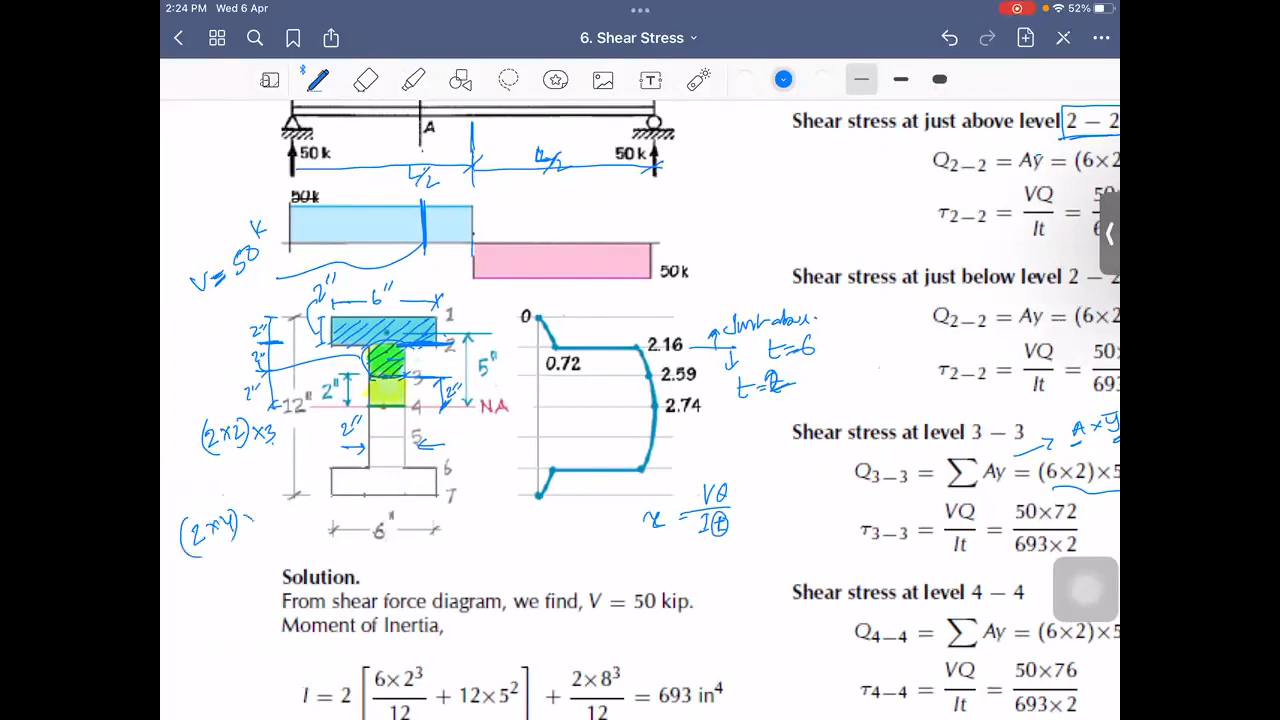 2:24 PM Wed 6 Apr
52%
6. Shear Stress
T
A
50 k
50 k
L/2
L/2
50k
V = 50 k
50 k
2"
6"
1
2"
2
2"
3
2"
2"
2"
5"
12"
4
NA
(2×2)×3
2"
5
6
7
(2×4)
6"
0
0.72
2.16
2.59
2.74
Just above.
t=6
t=2
τ = VQ / It
Solution.
From shear force diagram, we find, V = 50 kip.
Moment of Inertia,
I = 2 [ 6×2³ / 12 + 12×5² ] + 2×8³ / 12 = 693 in⁴
Shear stress at just above level 2 − 2
Q2−2 = Aȳ = (6×2
τ2−2 = VQ / It = 50
Shear stress at just below level 2 −
Q2−2 = Ay = (6×2
τ2−2 = VQ / It = 50× / 693
Shear stress at level 3 − 3
A × y
Q3−3 = ∑ Ay = (6×2)×5
τ3−3 = VQ / It = 50×72 / 693×2
Shear stress at level 4 − 4
Q4−4 = ∑ Ay = (6×2)×5
τ4−4 = VQ / It = 50×76 / 693×2